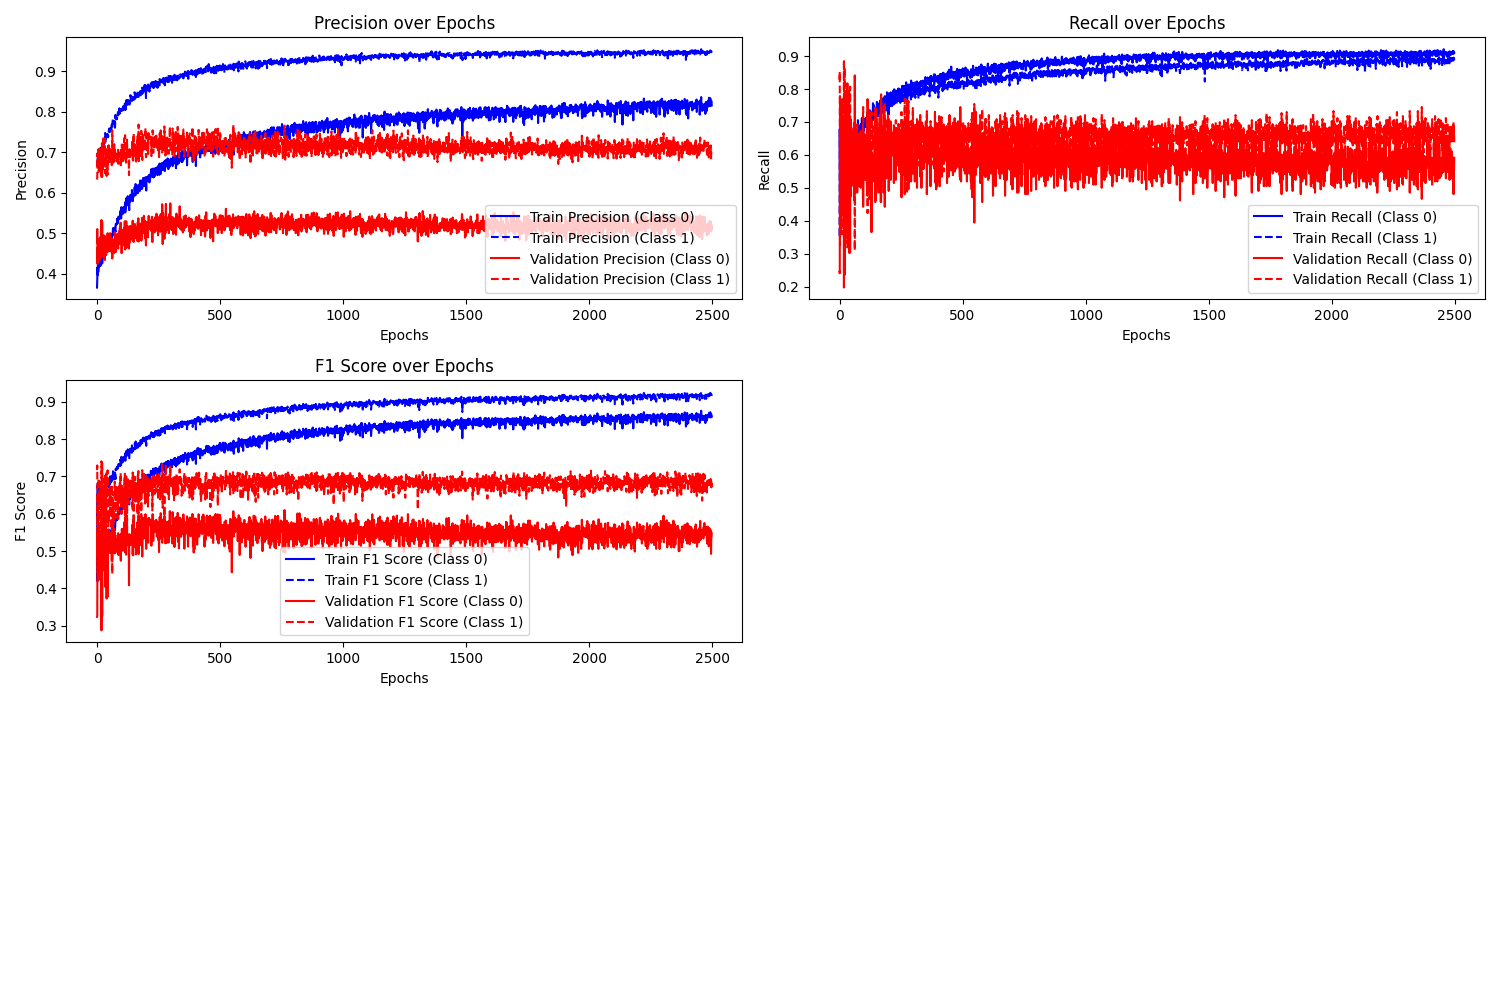 Precision over Epochs
Precision
0.9
0.8
0.7
0.6
0.5
0.4
Train Precision (Class 0)
Train Precision (Class 1)
Validation Precision (Class 0)
Validation Precision (Class 1)
0 500 1000 1500 2000 2500
Epochs
Recall over Epochs
Recall
0.9
0.8
0.7
0.6
0.5
0.4
0.3
0.2
Train Recall (Class 0)
Train Recall (Class 1)
Validation Recall (Class 0)
Validation Recall (Class 1)
0 500 1000 1500 2000 2500
Epochs
F1 Score over Epochs
F1 Score
0.9
0.8
0.7
0.6
0.5
0.4
0.3
Train F1 Score (Class 0)
Train F1 Score (Class 1)
Validation F1 Score (Class 0)
Validation F1 Score (Class 1)
0 500 1000 1500 2000 2500
Epochs